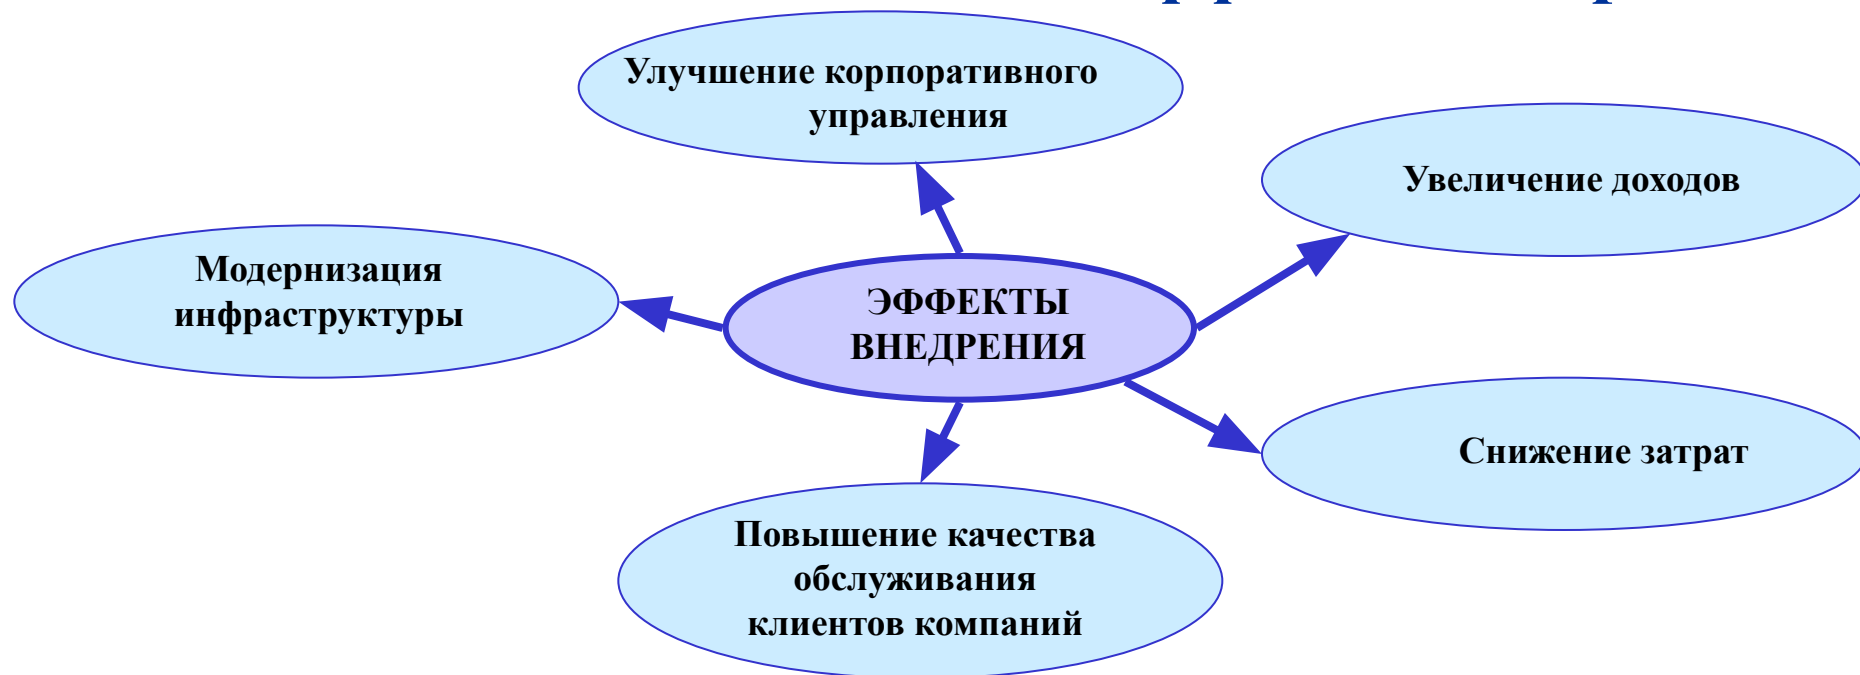 Улучшение корпоративного
управления
Увеличение доходов
Модернизация
инфраструктуры
ЭФФЕКТЫ
ВНЕДРЕНИЯ
Снижение затрат
Повышение качества
обслуживания
клиентов компаний